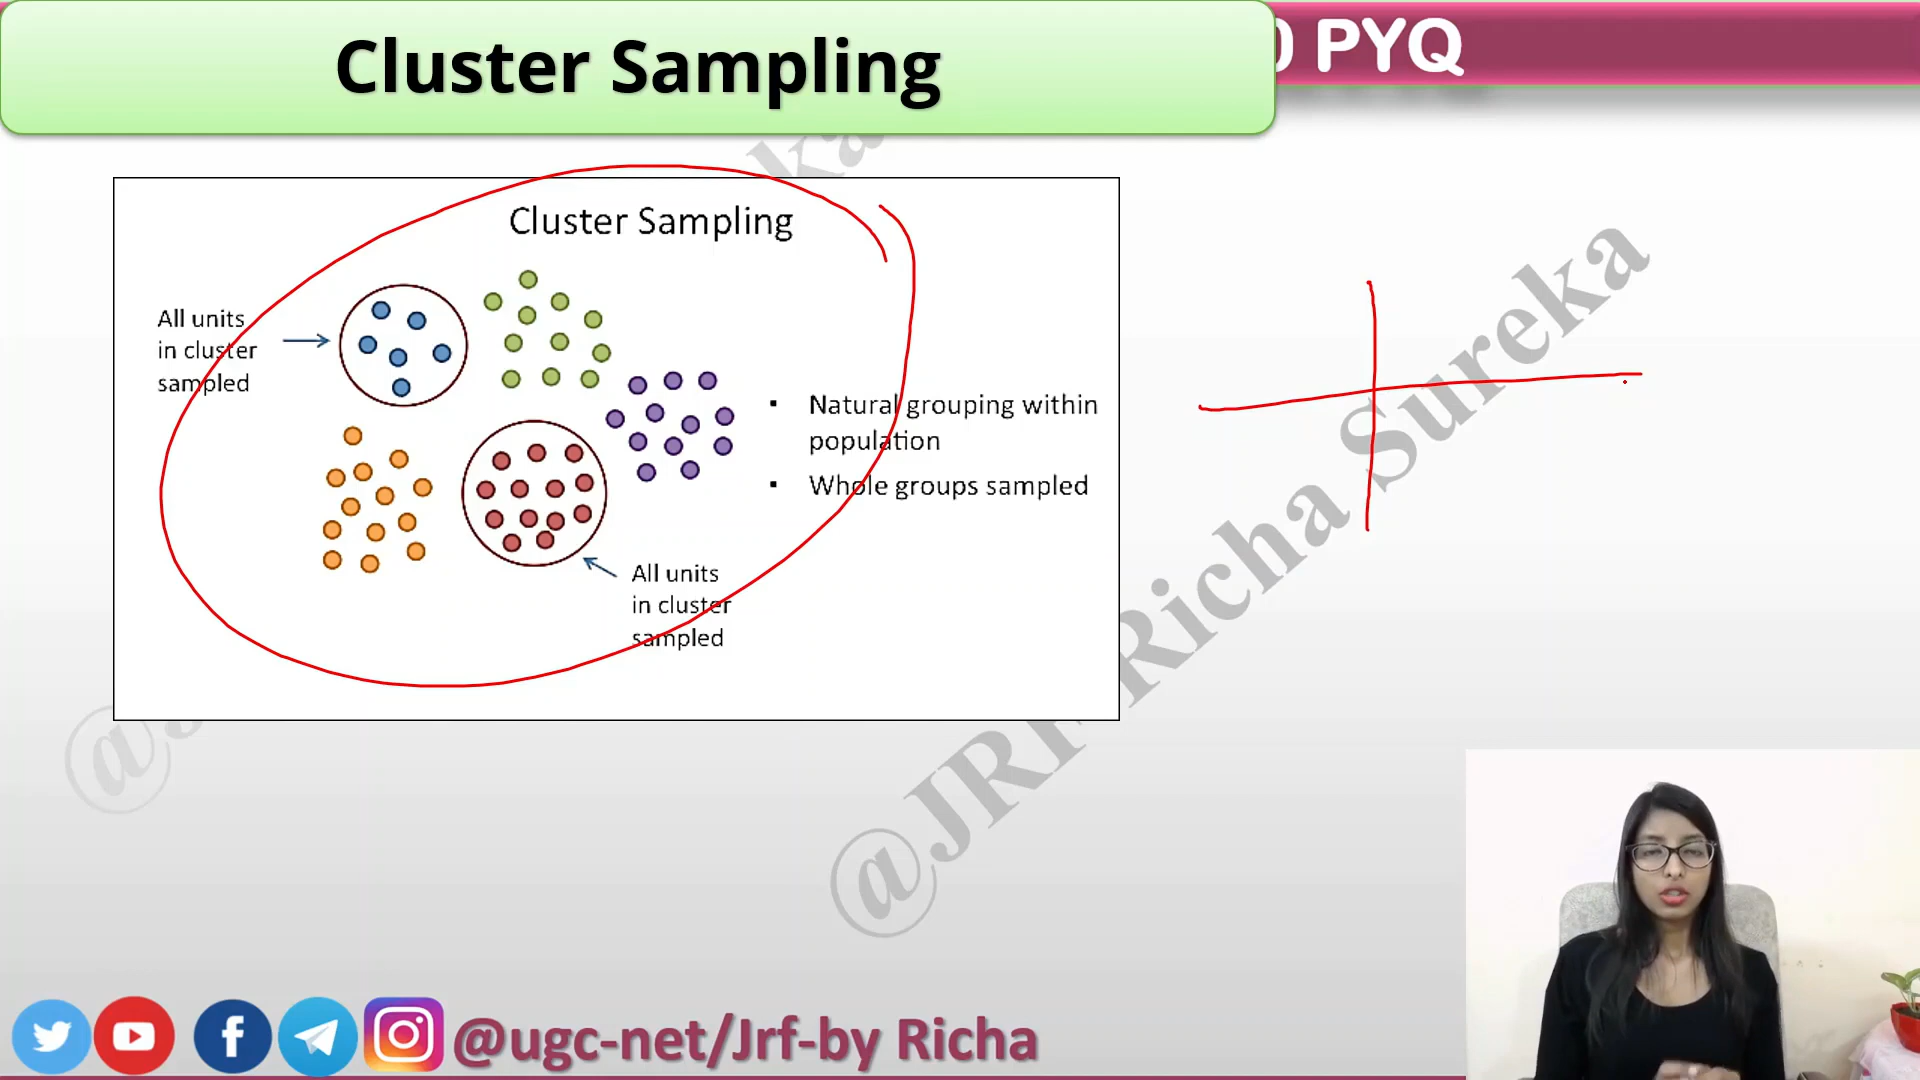 Cluster Sampling
PYQ
Cluster Sampling
All units
in cluster
sampled
▪ Natural grouping within
population
▪ Whole groups sampled
All units
in cluster
sampled
@JRF Richa Sureka
@ugc-net/Jrf-by Richa